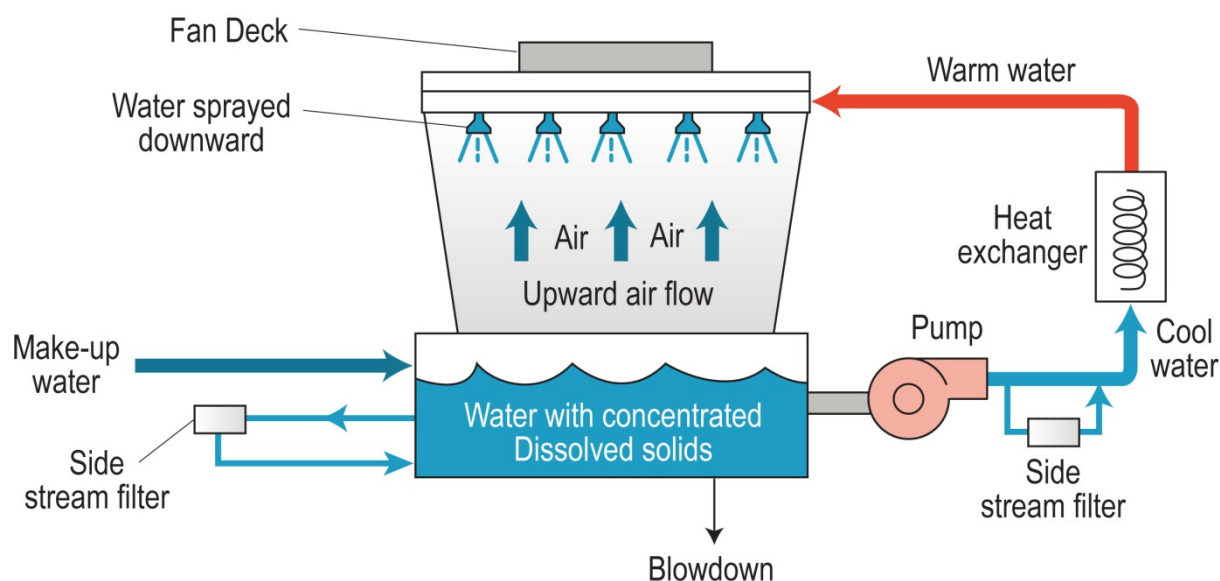 Fan Deck
Water sprayed
downward
Warm water
Heat
exchanger
Air
Air
Upward air flow
Make-up
water
Pump
Cool
water
Water with concentrated
Dissolved solids
Side
stream filter
Side
stream filter
Blowdown